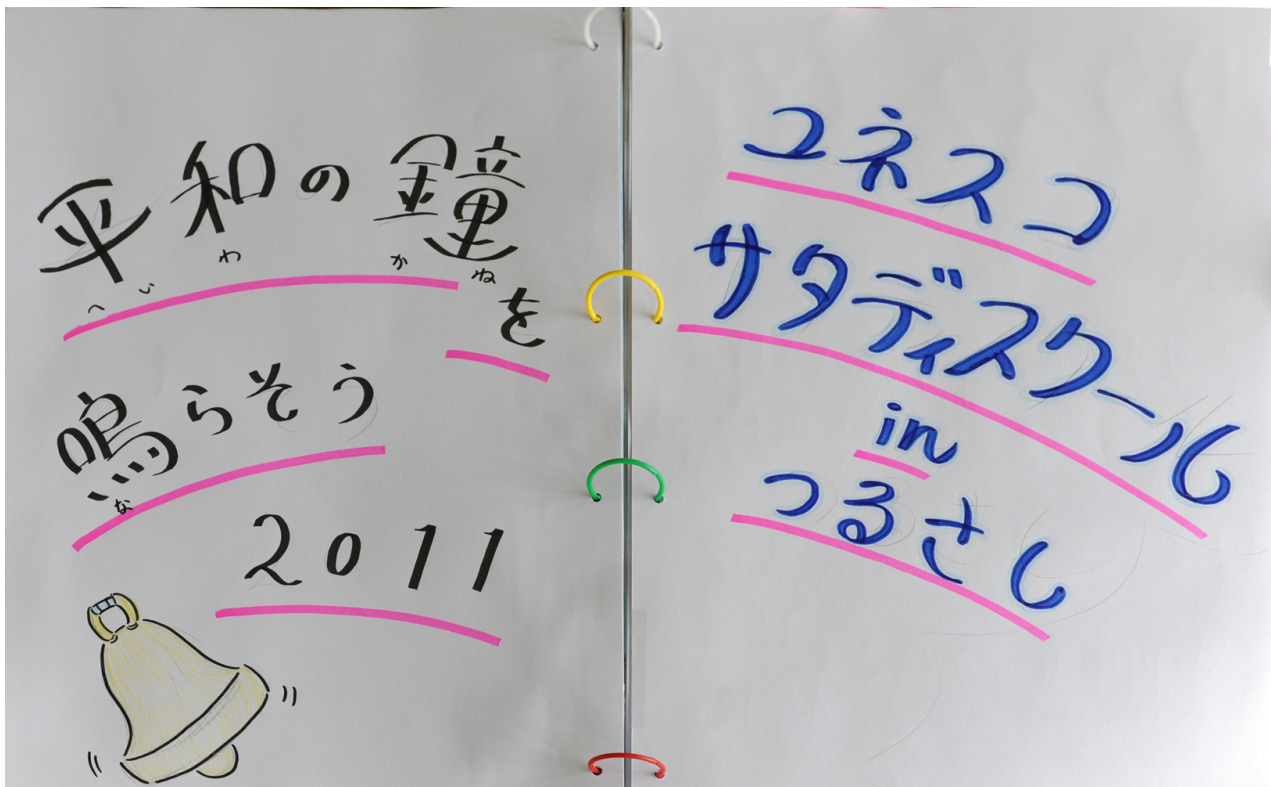 平和の鐘
へい わ かね
を
鳴らそう
な
2011
ユネスコ
サタディスクール
in
つるさし